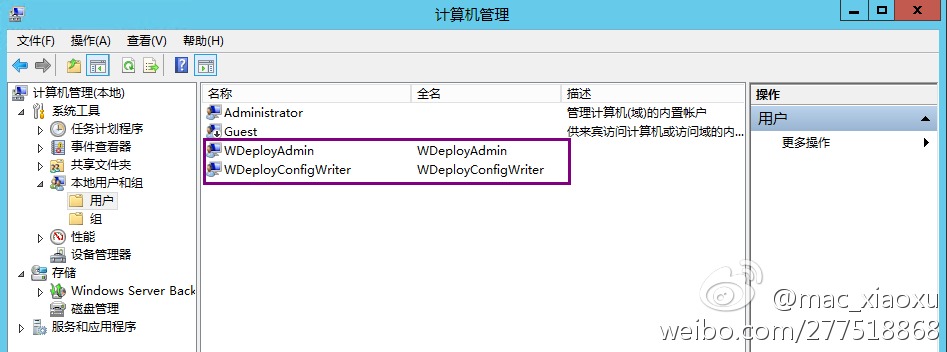 计算机管理
文件(F) 操作(A) 查看(V) 帮助(H)
计算机管理(本地)
系统工具
任务计划程序
事件查看器
共享文件夹
本地用户和组
用户
组
性能
设备管理器
存储
Windows Server Back
磁盘管理
服务和应用程序
名称 全名 描述
Administrator 管理计算机(域)的内置帐户
Guest 供来宾访问计算机或访问域的内...
WDeployAdmin WDeployAdmin
WDeployConfigWriter WDeployConfigWriter
操作
用户
更多操作
@mac_xiaoxu
weibo.com/277518868